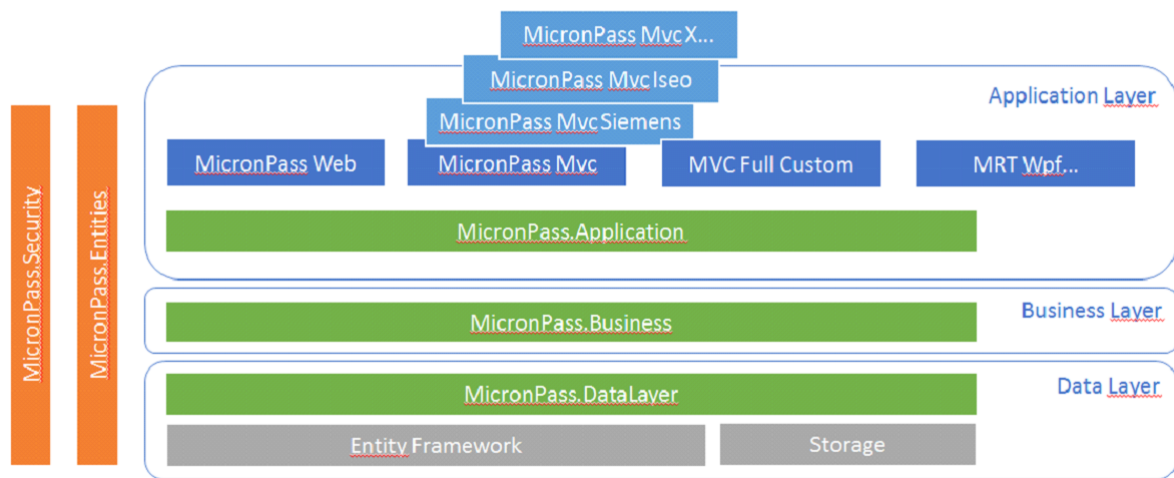 MicronPass Mvc X...
MicronPass Mvc Iseo
Application Layer
MicronPass Mvc Siemens
MicronPass Web
MicronPass Mvc
MVC Full Custom
MRT Wpf...
MicronPass.Security
MicronPass.Entities
MicronPass.Application
Business Layer
MicronPass.Business
Data Layer
MicronPass.DataLayer
Entity Framework
Storage